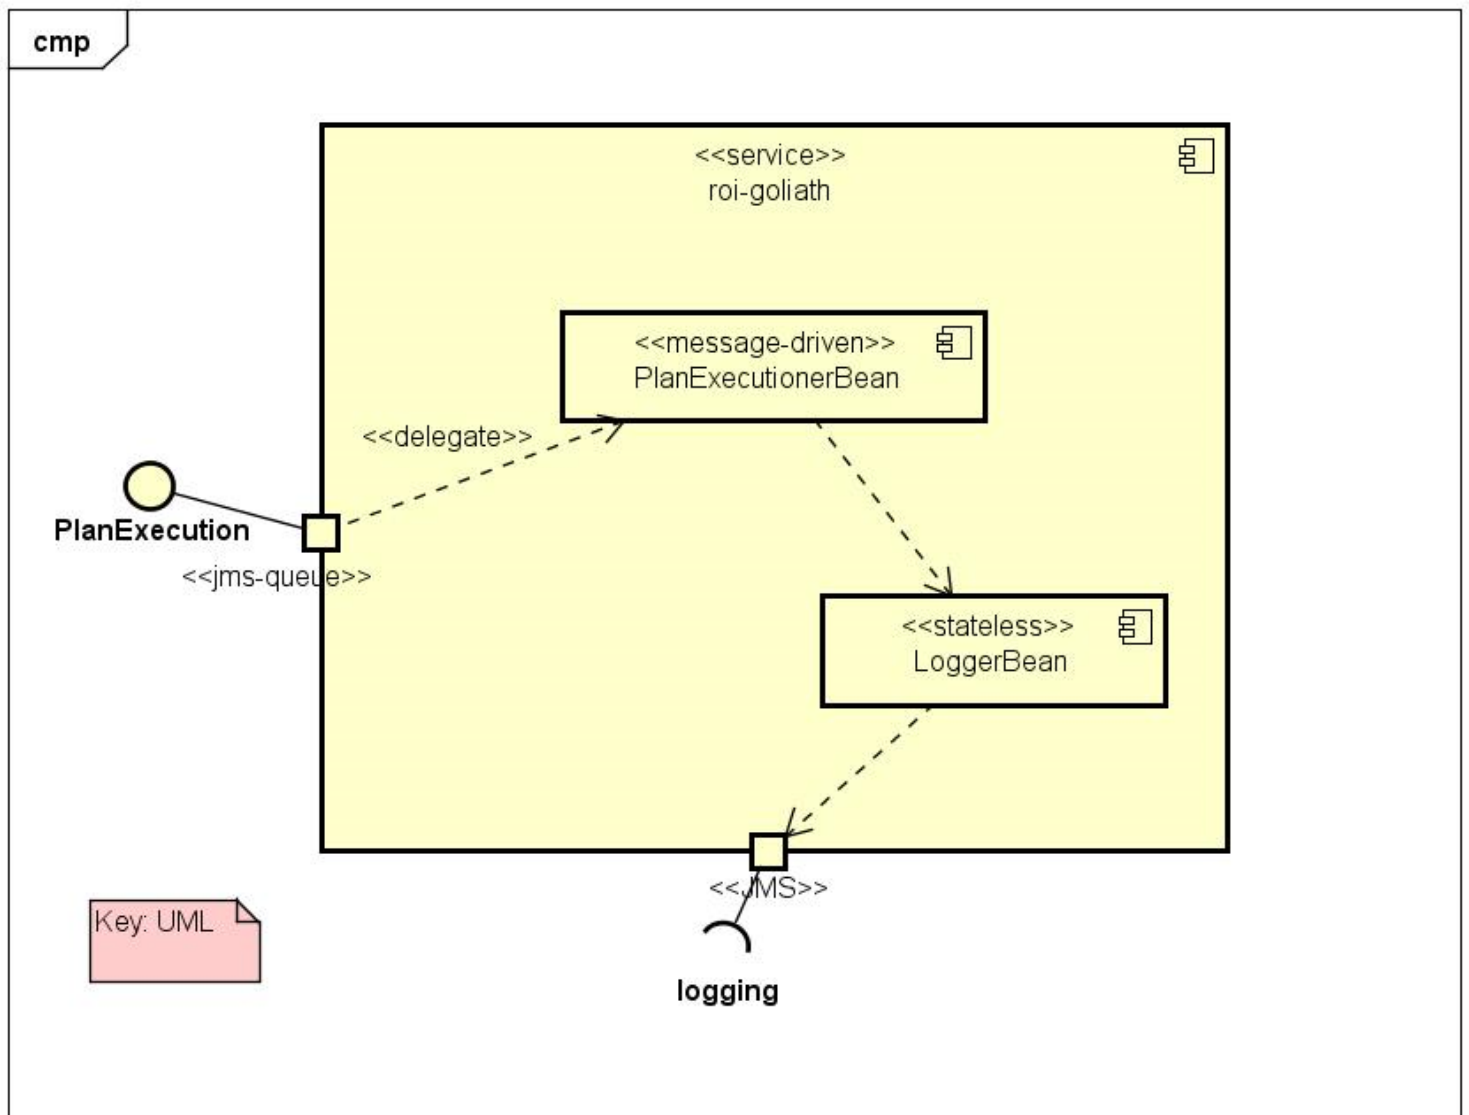 cmp
<<service>>
roi-goliath
<<message-driven>>
PlanExecutionerBean
<<delegate>>
PlanExecution
<<jms-queue>>
<<stateless>>
LoggerBean
<<JMS>>
Key: UML
logging